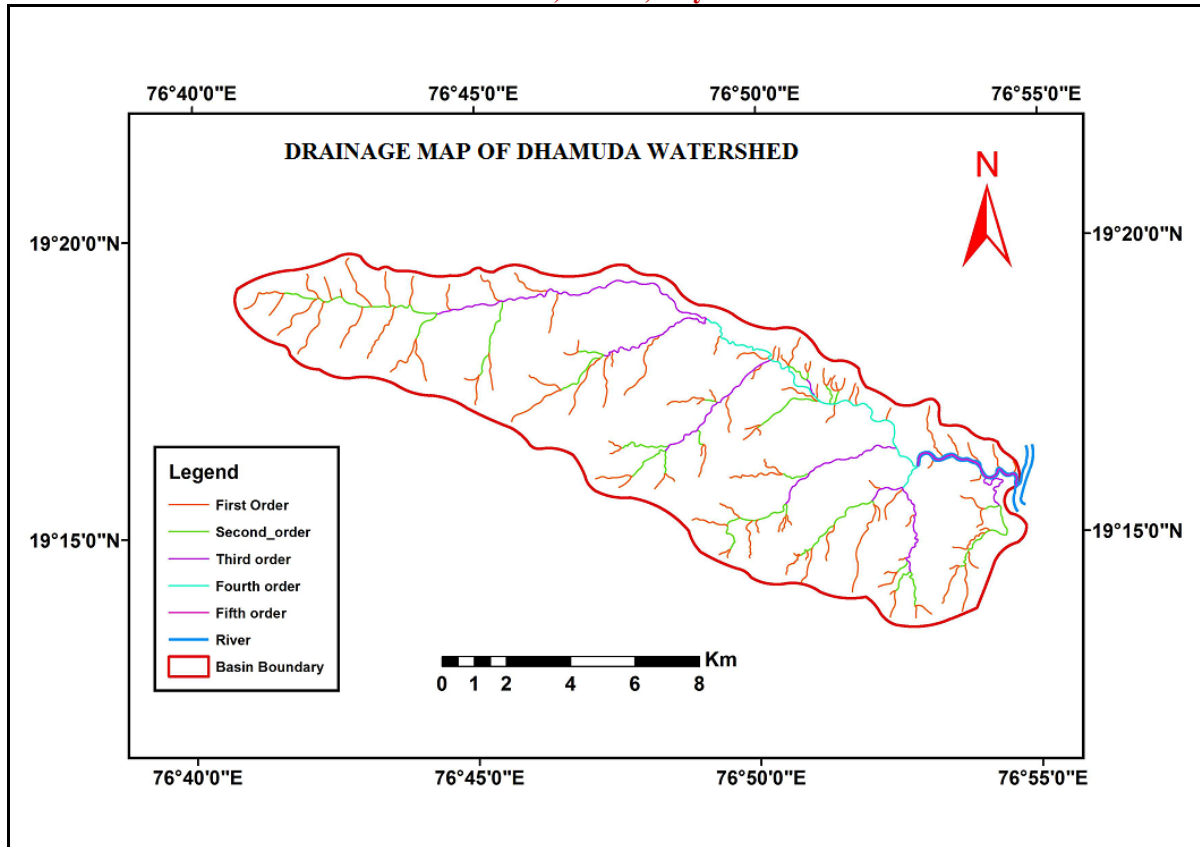 76°40'0"E 76°45'0"E 76°50'0"E 76°55'0"E
DRAINAGE MAP OF DHAMUDA WATERSHED
N
19°20'0"N 19°20'0"N
19°15'0"N 19°15'0"N
Legend
First Order
Second_order
Third order
Fourth order
Fifth order
River
Basin Boundary
Km
0 1 2 4 6 8
76°40'0"E 76°45'0"E 76°50'0"E 76°55'0"E